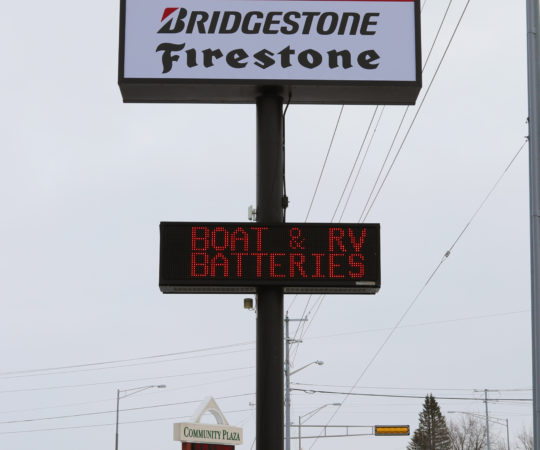 BRIDGESTONE
Firestone
BOAT & RV
BATTERIES
COMMUNITY PLAZA